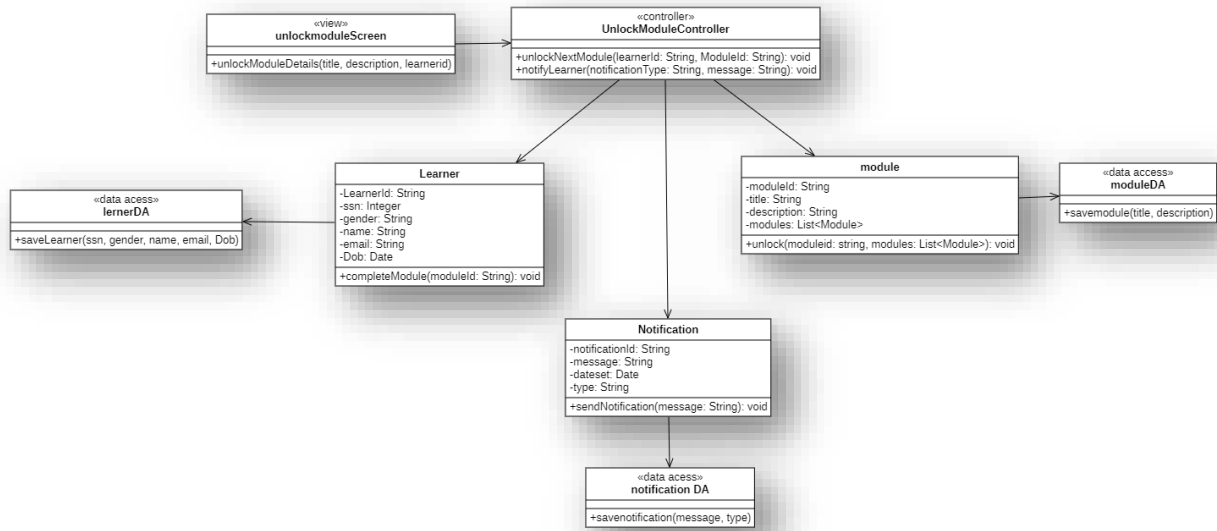 «view»
unlockmoduleScreen
+unlockModuleDetails(title, description, learnerid)
«controller»
UnlockModuleController
+unlockNextModule(learnerId: String, ModuleId: String): void
+notifyLearner(notificationType: String, message: String): void
«data acess»
lernerDA
+saveLearner(ssn, gender, name, email, Dob)
Learner
-LearnerId: String
-ssn: Integer
-gender: String
-name: String
-email: String
-Dob: Date
+completeModule(moduleId: String): void
module
-moduleId: String
-title: String
-description: String
-modules: List<Module>
+unlock(moduleid: string, modules: List<Module>): void
«data access»
moduleDA
+savemodule(title, description)
Notification
-notificationId: String
-message: String
-dateset: Date
-type: String
+sendNotification(message: String): void
«data acess»
notification DA
+savenotification(message, type)